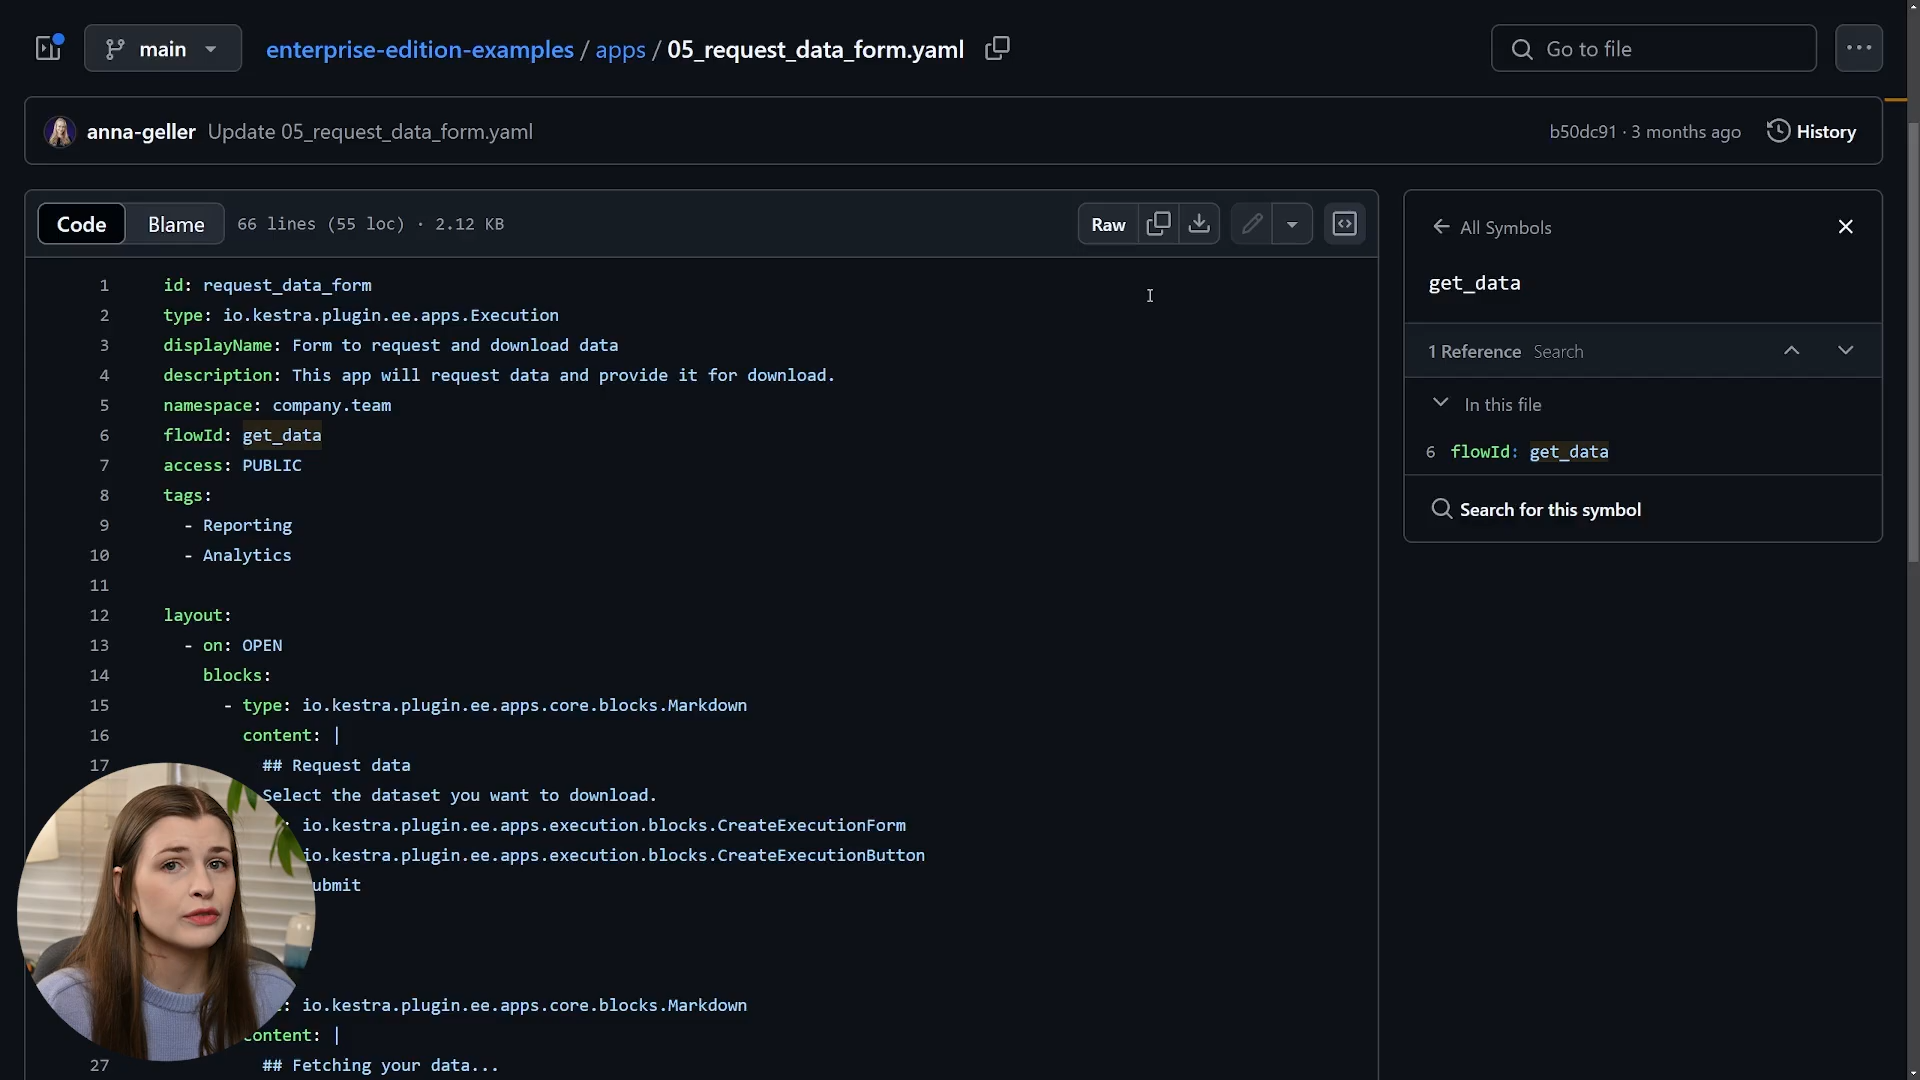 main
enterprise-edition-examples / apps / 05_request_data_form.yaml
Go to file
anna-geller Update 05_request_data_form.yaml
b50dc91 · 3 months ago
History
Code
Blame
66 lines (55 loc) · 2.12 KB
Raw
1 id: request_data_form
2 type: io.kestra.plugin.ee.apps.Execution
3 displayName: Form to request and download data
4 description: This app will request data and provide it for download.
5 namespace: company.team
6 flowId: get_data
7 access: PUBLIC
8 tags:
9 - Reporting
10 - Analytics
11
12 layout:
13 - on: OPEN
14 blocks:
15 - type: io.kestra.plugin.ee.apps.core.blocks.Markdown
16 content: |
17 ## Request data
Select the dataset you want to download.
: io.kestra.plugin.ee.apps.execution.blocks.CreateExecutionForm
io.kestra.plugin.ee.apps.execution.blocks.CreateExecutionButton
ubmit
: io.kestra.plugin.ee.apps.core.blocks.Markdown
content: |
27 ## Fetching your data...
All Symbols
get_data
1 Reference Search
In this file
6 flowId: get_data
Search for this symbol